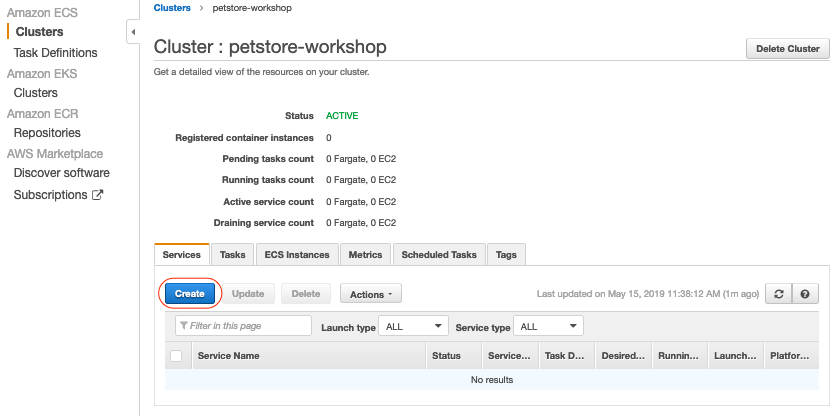 Amazon ECS
Clusters
Task Definitions
Amazon EKS
Clusters
Amazon ECR
Repositories
AWS Marketplace
Discover software
Subscriptions
Clusters > petstore-workshop
Cluster : petstore-workshop
Delete Cluster
Get a detailed view of the resources on your cluster.
Status ACTIVE
Registered container instances 0
Pending tasks count 0 Fargate, 0 EC2
Running tasks count 0 Fargate, 0 EC2
Active service count 0 Fargate, 0 EC2
Draining service count 0 Fargate, 0 EC2
Services Tasks ECS Instances Metrics Scheduled Tasks Tags
Create Update Delete Actions Last updated on May 15, 2019 11:38:12 AM (1m ago)
Filter in this page Launch type ALL Service type ALL
Service Name Status Service... Task D... Desired... Runnin... Launch... Platfor...
No results